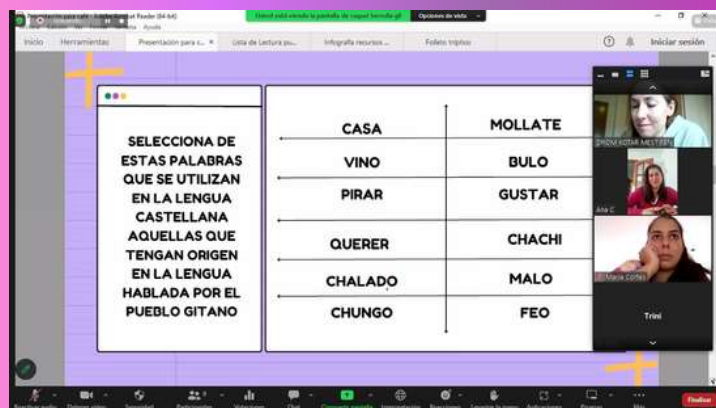 Inicio Herramientas Presentación para c... × Lista de Lectura pu... Infografía recursos ... Folleto tríptico Iniciar sesión
Opciones de vista
SELECCIONA DE
ESTAS PALABRAS
QUE SE UTILIZAN
EN LA LENGUA
CASTELLANA
AQUELLAS QUE
TENGAN ORIGEN
EN LA LENGUA
HABLADA POR EL
PUEBLO GITANO
CASA MOLLATE
VINO BULO
PIRAR GUSTAR
QUERER CHACHI
CHALADO MALO
CHUNGO FEO
Ana C
Maria Cortés
Trini
Finalizar